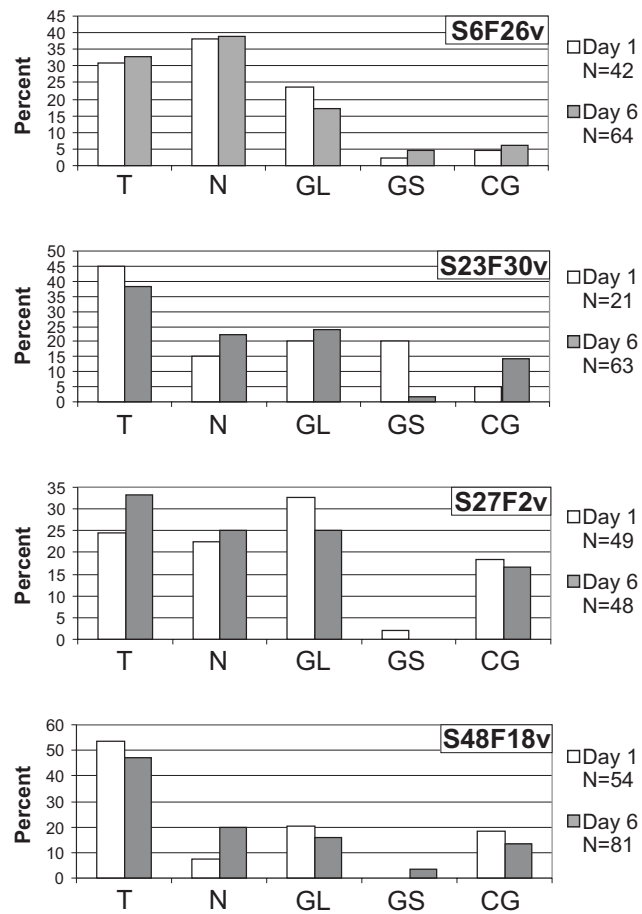 S6F26v
Percent
45
40
35
30
25
20
15
10
5
0
T N GL GS CG
Day 1
N=42
Day 6
N=64
S23F30v
Percent
50
45
40
35
30
25
20
15
10
5
0
T N GL GS CG
Day 1
N=21
Day 6
N=63
S27F2v
Percent
35
30
25
20
15
10
5
0
T N GL GS CG
Day 1
N=49
Day 6
N=48
S48F18v
Percent
60
50
40
30
20
10
0
T N GL GS CG
Day 1
N=54
Day 6
N=81